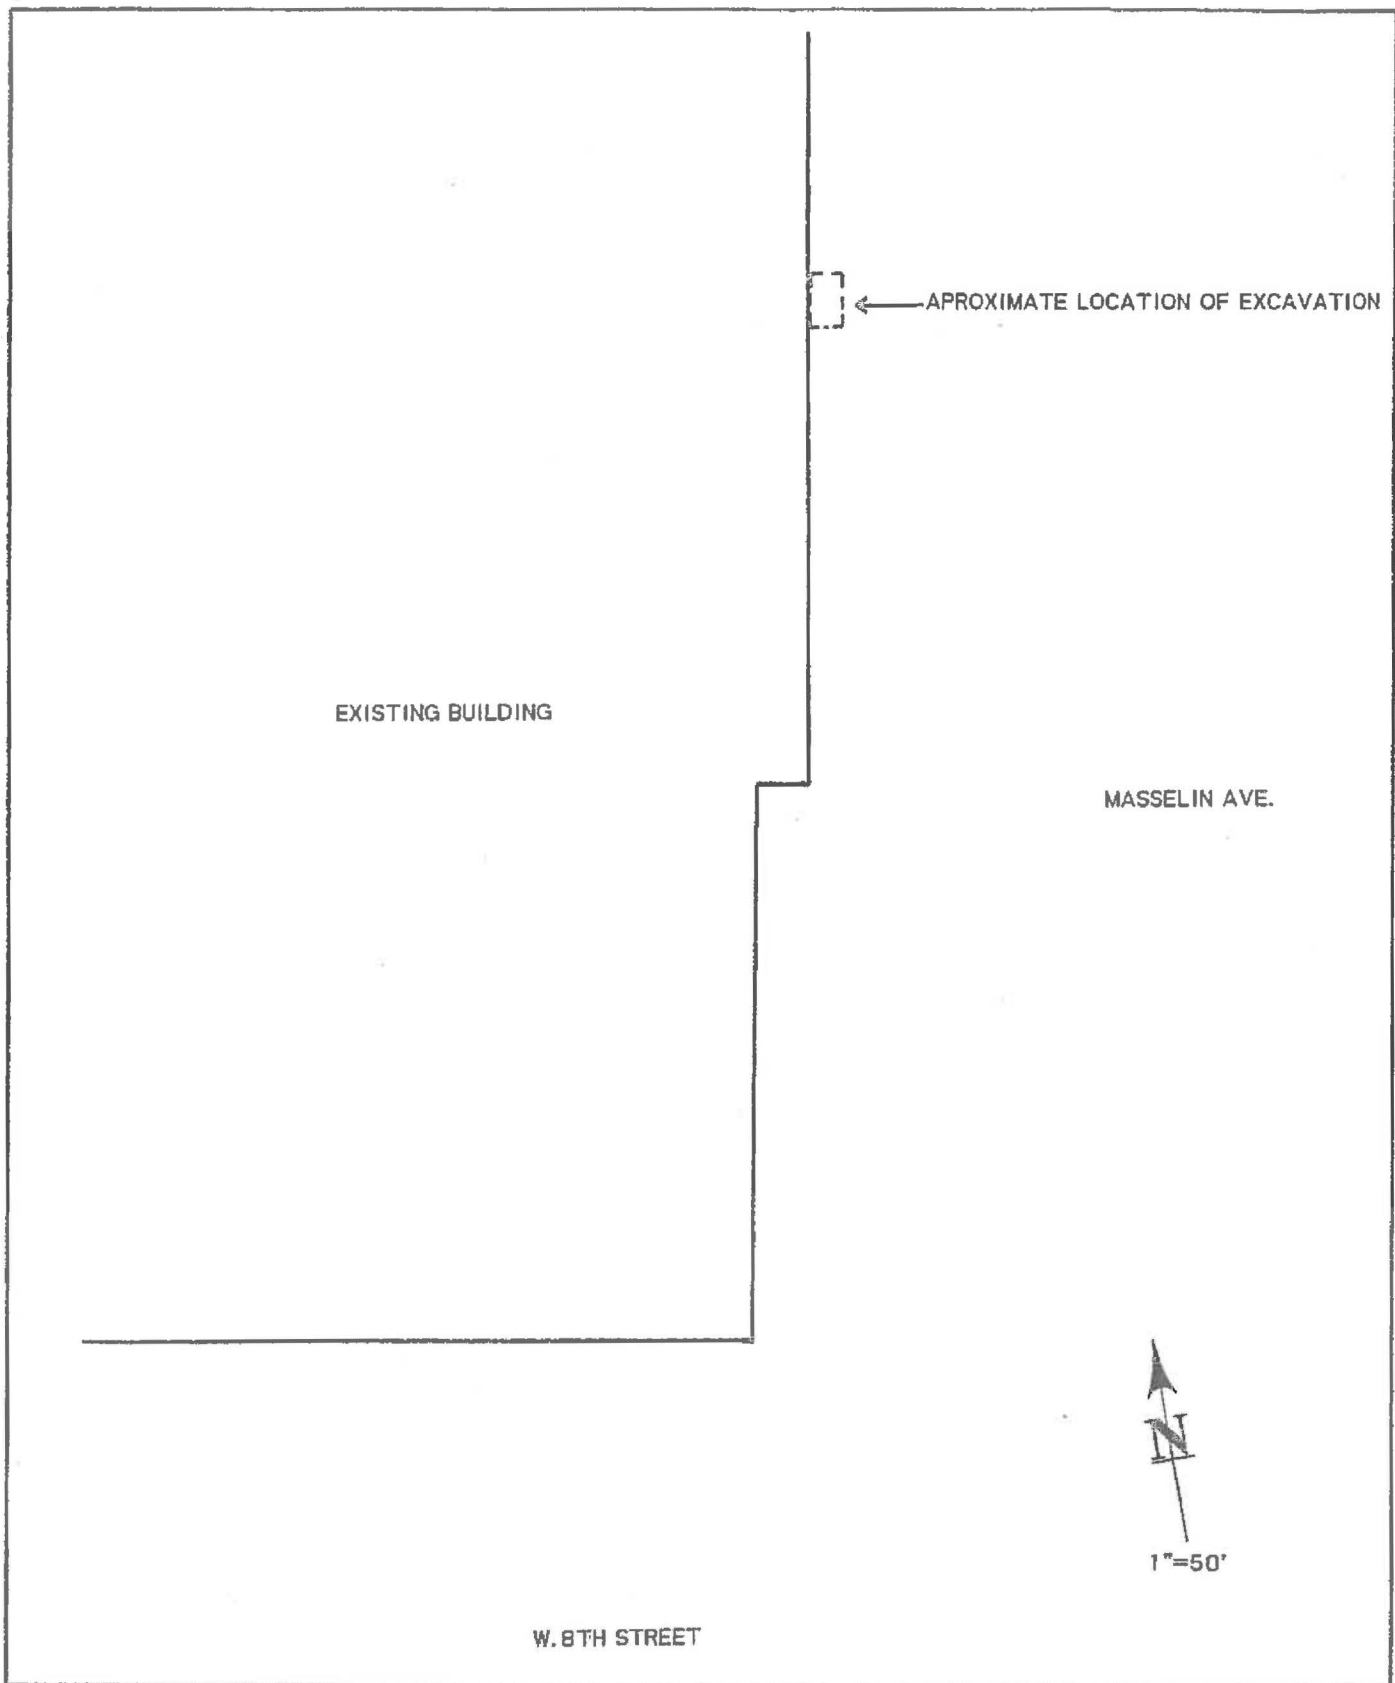 APROXIMATE LOCATION OF EXCAVATION
EXISTING BUILDING
MASSELIN AVE.
N
1"=50'
W. 8TH STREET